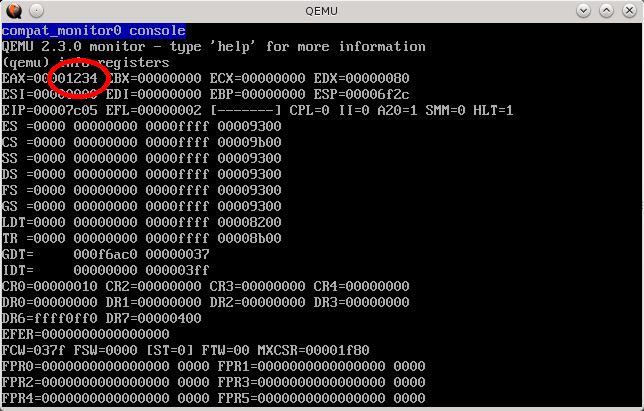 QEMU
compat_monitor0 console
QEMU 2.3.0 monitor - type 'help' for more information
(qemu) info registers
EAX=00001234 EBX=00000000 ECX=00000000 EDX=00000080
ESI=00000000 EDI=00000000 EBP=00000000 ESP=00006f2c
EIP=00007c05 EFL=00000002 [-------] CPL=0 II=0 A20=1 SMM=0 HLT=1
ES =0000 00000000 0000ffff 00009300
CS =0000 00000000 0000ffff 00009b00
SS =0000 00000000 0000ffff 00009300
DS =0000 00000000 0000ffff 00009300
FS =0000 00000000 0000ffff 00009300
GS =0000 00000000 0000ffff 00009300
LDT=0000 00000000 0000ffff 00008200
TR =0000 00000000 0000ffff 00008b00
GDT=     000f6ac0 00000037
IDT=     00000000 000003ff
CR0=00000010 CR2=00000000 CR3=00000000 CR4=00000000
DR0=00000000 DR1=00000000 DR2=00000000 DR3=00000000
DR6=ffff0ff0 DR7=00000400
EFER=0000000000000000
FCW=037f FSW=0000 [ST=0] FTW=00 MXCSR=00001f80
FPR0=0000000000000000 0000 FPR1=0000000000000000 0000
FPR2=0000000000000000 0000 FPR3=0000000000000000 0000
FPR4=0000000000000000 0000 FPR5=0000000000000000 0000